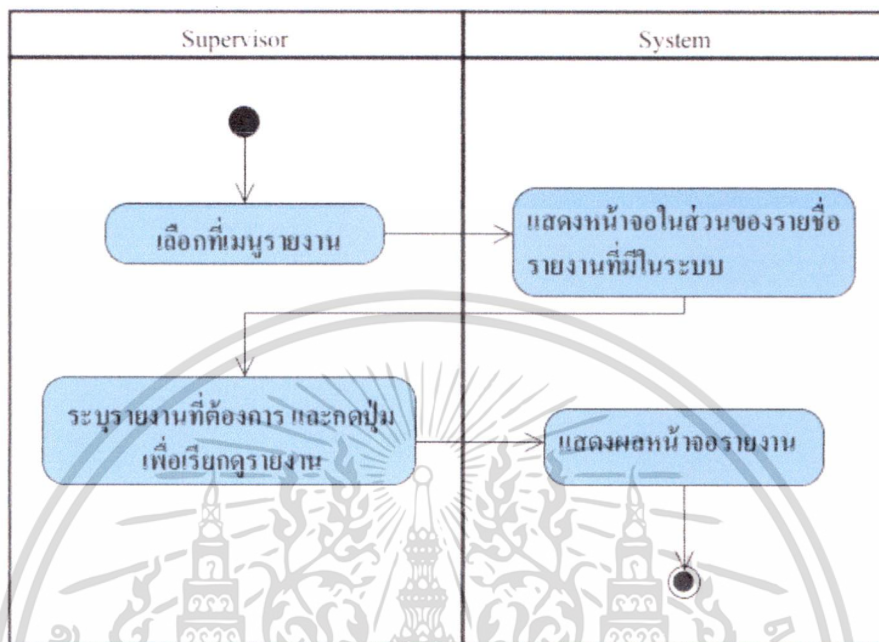 Supervisor
System
เลือกที่เมนูรายงาน
แสดงหน้าจอในส่วนของรายชื่อ
รายงานที่มีในระบบ
ระบุรายงานที่ต้องการ และกดปุ่ม
เพื่อเรียกดูรายงาน
แสดงผลหน้าจอรายงาน